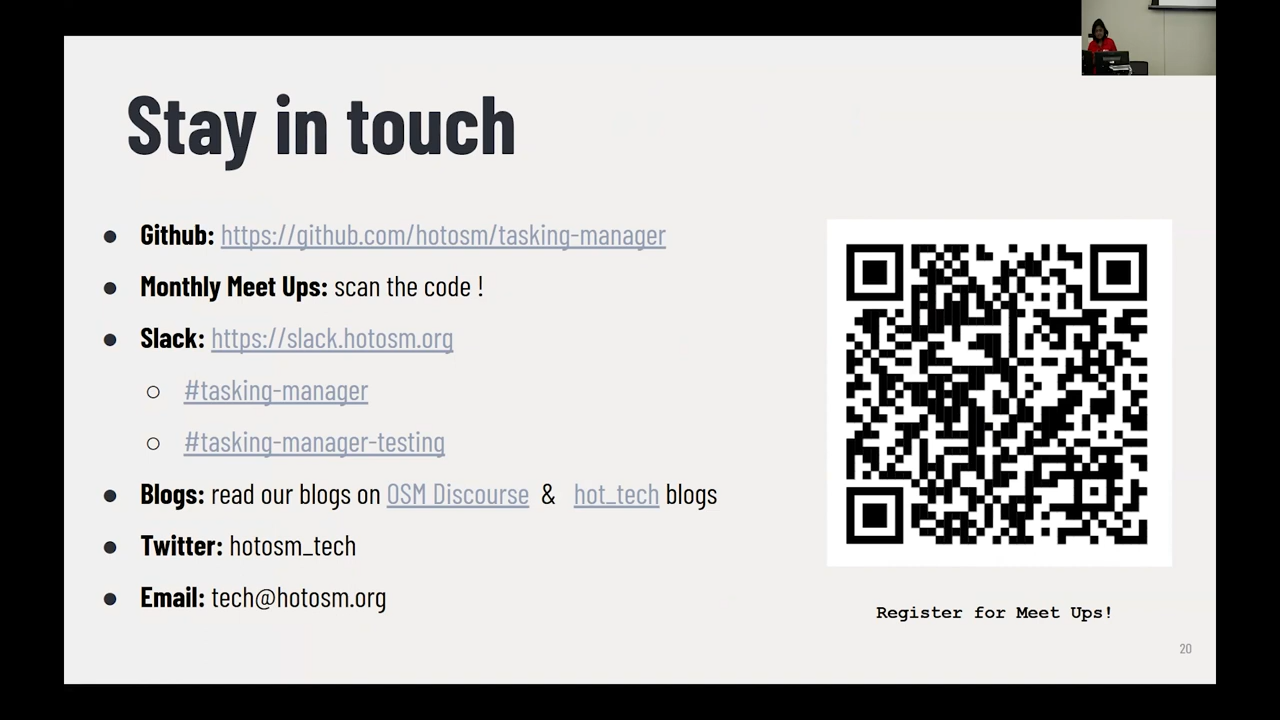 Stay in touch
Github: https://github.com/hotosm/tasking-manager
Monthly Meet Ups: scan the code !
Slack: https://slack.hotosm.org
#tasking-manager
#tasking-manager-testing
Blogs: read our blogs on OSM Discourse & hot_tech blogs
Twitter: hotosm_tech
Email: tech@hotosm.org
Register for Meet Ups!
20